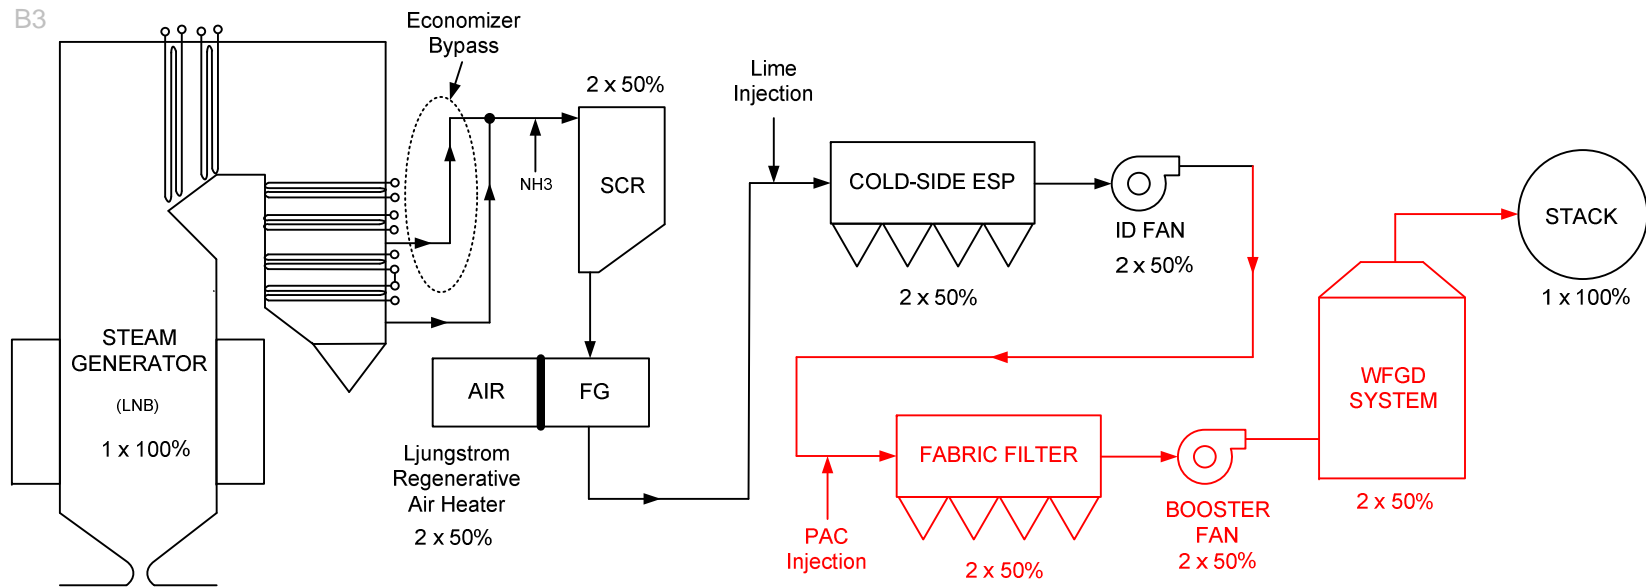 B3
Economizer
Bypass
2 x 50%
SCR
NH3
Lime
Injection
COLD-SIDE ESP
2 x 50%
ID FAN
2 x 50%
STACK
1 x 100%
STEAM
GENERATOR
(LNB)
1 x 100%
AIR
FG
Ljungstrom
Regenerative
Air Heater
2 x 50%
PAC
Injection
FABRIC FILTER
2 x 50%
BOOSTER
FAN
2 x 50%
WFGD
SYSTEM
2 x 50%